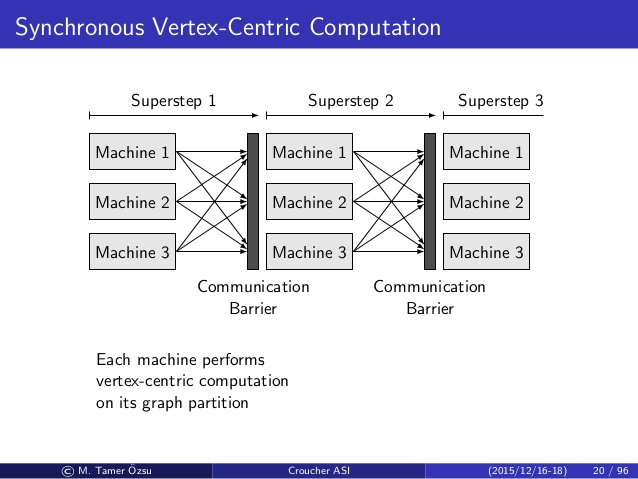 Synchronous Vertex-Centric Computation
Superstep 1 Superstep 2 Superstep 3
Machine 1 Machine 1 Machine 1
Machine 2 Machine 2 Machine 2
Machine 3 Machine 3 Machine 3
Communication Communication
Barrier Barrier
Each machine performs
vertex-centric computation
on its graph partition
© M. Tamer Özsu Croucher ASI (2015/12/16-18) 20 / 96